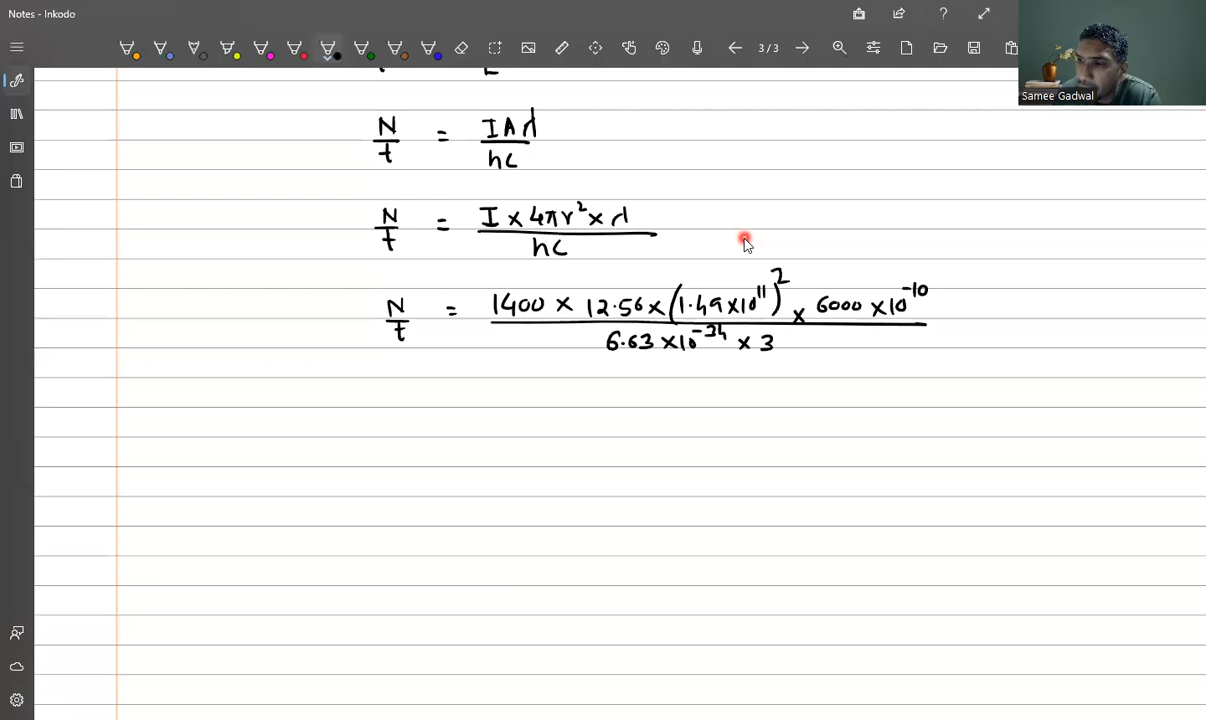 Notes - Inkodo
3 / 3
Samee Gadwal
N/t = IAλ/hc
N/t = I × 4πr² × λ/hc
N/t = 1400 × 12.56 × (1.49×10¹¹)² × 6000 ×10⁻¹⁰/6.63 ×10⁻³⁴ × 3